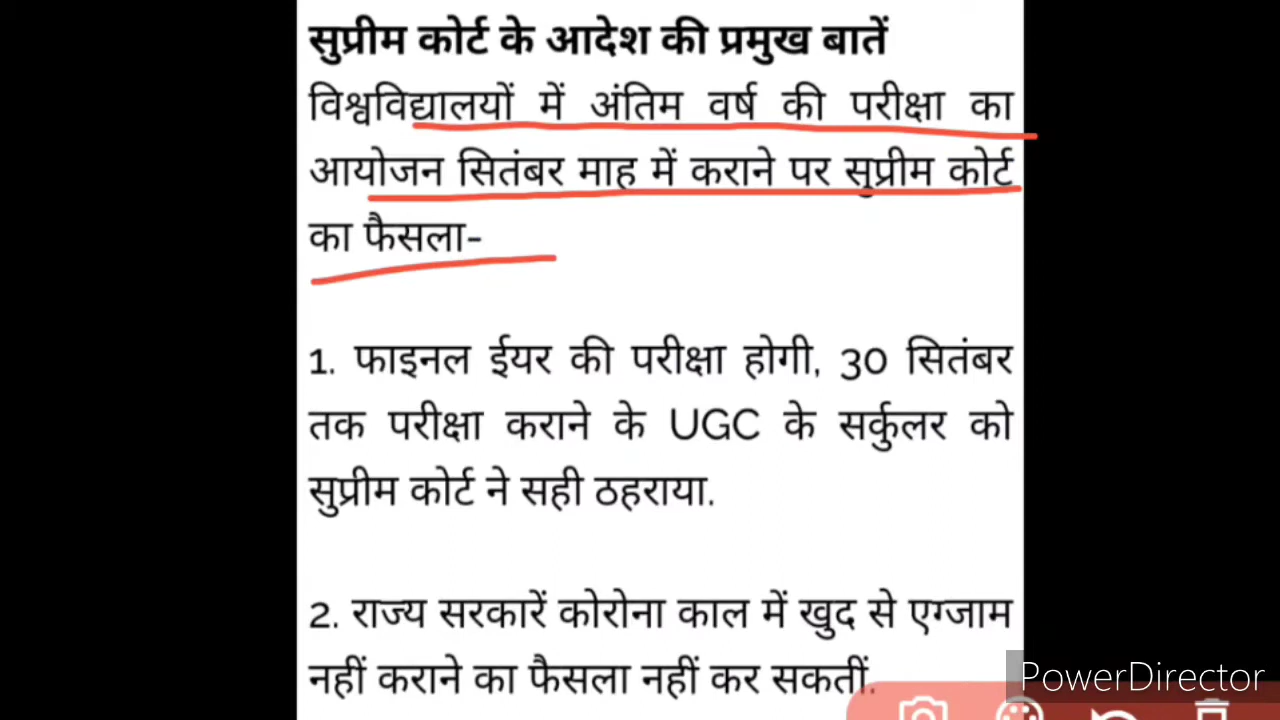 सुप्रीम कोर्ट के आदेश की प्रमुख बातें
विश्वविद्यालयों में अंतिम वर्ष की परीक्षा का
आयोजन सितंबर माह में कराने पर सुप्रीम कोर्ट
का फैसला-
1. फाइनल ईयर की परीक्षा होगी, 30 सितंबर
तक परीक्षा कराने के UGC के सर्कुलर को
सुप्रीम कोर्ट ने सही ठहराया.
2. राज्य सरकारें कोरोना काल में खुद से एग्जाम
नहीं कराने का फैसला नहीं कर सकतीं.
PowerDirector